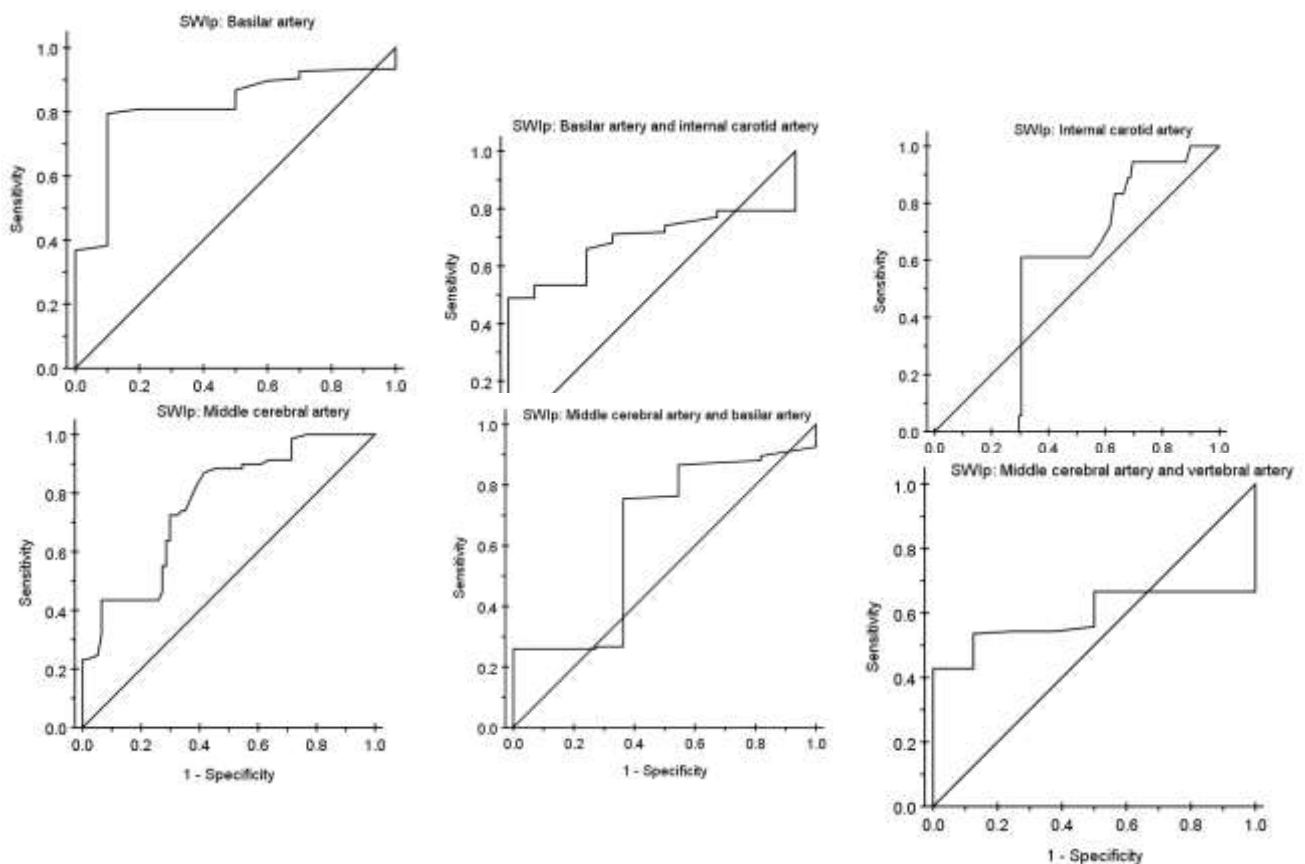 SWIp: Basilar artery
1.0
0.8
0.6
0.4
0.2
0.0
Sensitivity
0.0 0.2 0.4 0.6 0.8 1.0
SWIp: Basilar artery and internal carotid artery
1.0
0.8
0.6
0.4
0.2
Sensitivity
SWIp: Internal carotid artery
1.0
0.8
0.6
0.4
0.2
0.0
Sensitivity
0.0 0.2 0.4 0.6 0.8 1.0
SWIp: Middle cerebral artery
1.0
0.8
0.6
0.4
0.2
0.0
Sensitivity
0.0 0.2 0.4 0.6 0.8 1.0
1 - Specificity
SWIp: Middle cerebral artery and basilar artery
1.0
0.8
0.6
0.4
0.2
0.0
Sensitivity
0.0 0.2 0.4 0.6 0.8 1.0
1 - Specificity
SWIp: Middle cerebral artery and vertebral artery
1.0
0.8
0.6
0.4
0.2
0.0
Sensitivity
0.0 0.2 0.4 0.6 0.8 1.0
1 - Specificity